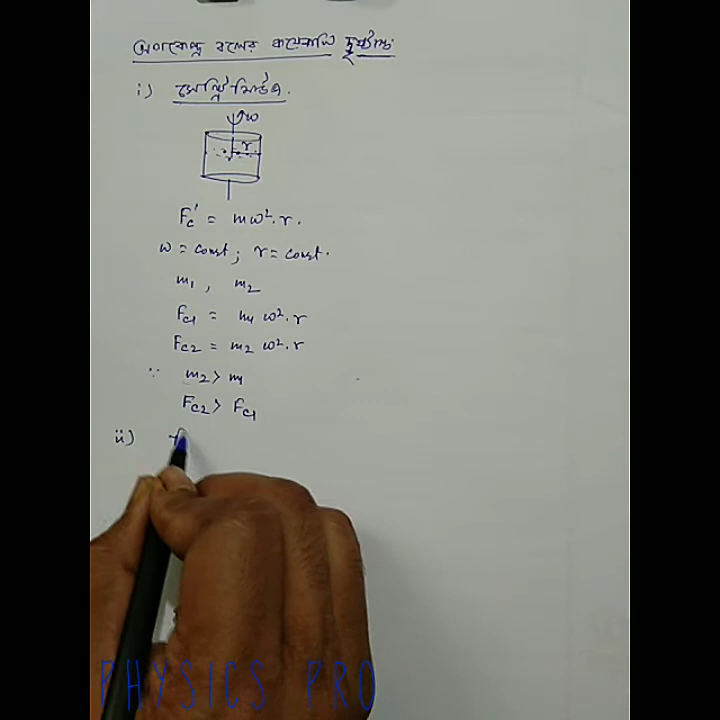 অপকেন্দ্র বলের কয়েকটি দৃষ্টান্ত
i) সেন্ট্রিফিউজ.
ω
r
Fc' = mω².r.
ω = const; r = const.
m1, m2
Fc1 = m1 ω².r
Fc2 = m2 ω².r
∵ m2 > m1
Fc2 > Fc1
ii)
PHYSICS PRO